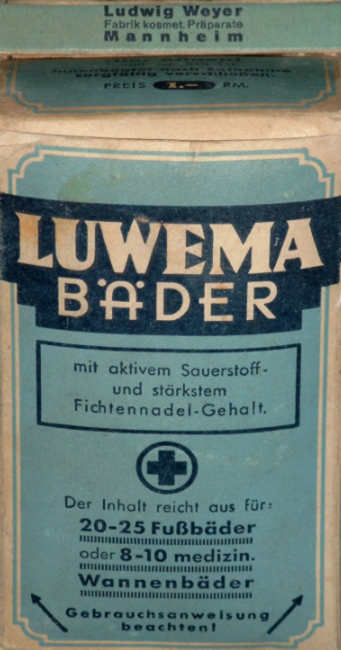 Ludwig Weyer
Fabrik kosmet. Präparate
Mannheim
PREIS 1.– RM.
LUWEMA
BÄDER
mit aktivem Sauerstoff-
und stärkstem
Fichtennadel-Gehalt.
Der Inhalt reicht aus für:
20-25 Fußbäder
oder 8-10 medizin.
Wannenbäder
Gebrauchsanweisung
beachten!